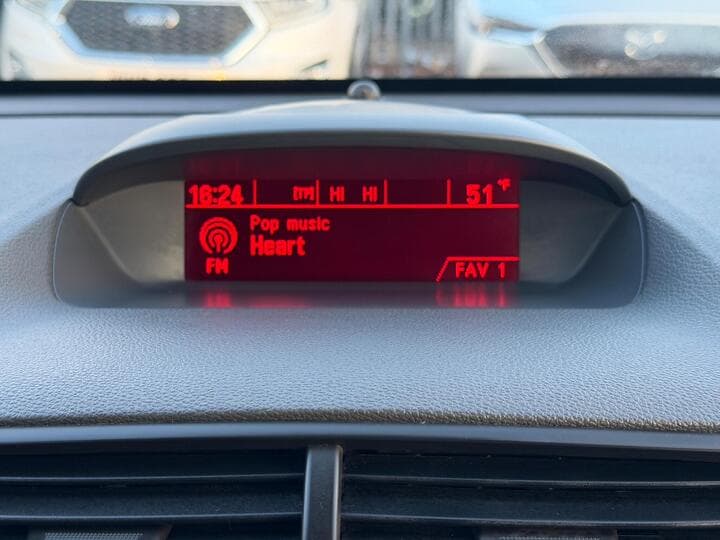 16:24 HI HI 51 °F
Pop music
Heart
FM
FAV 1